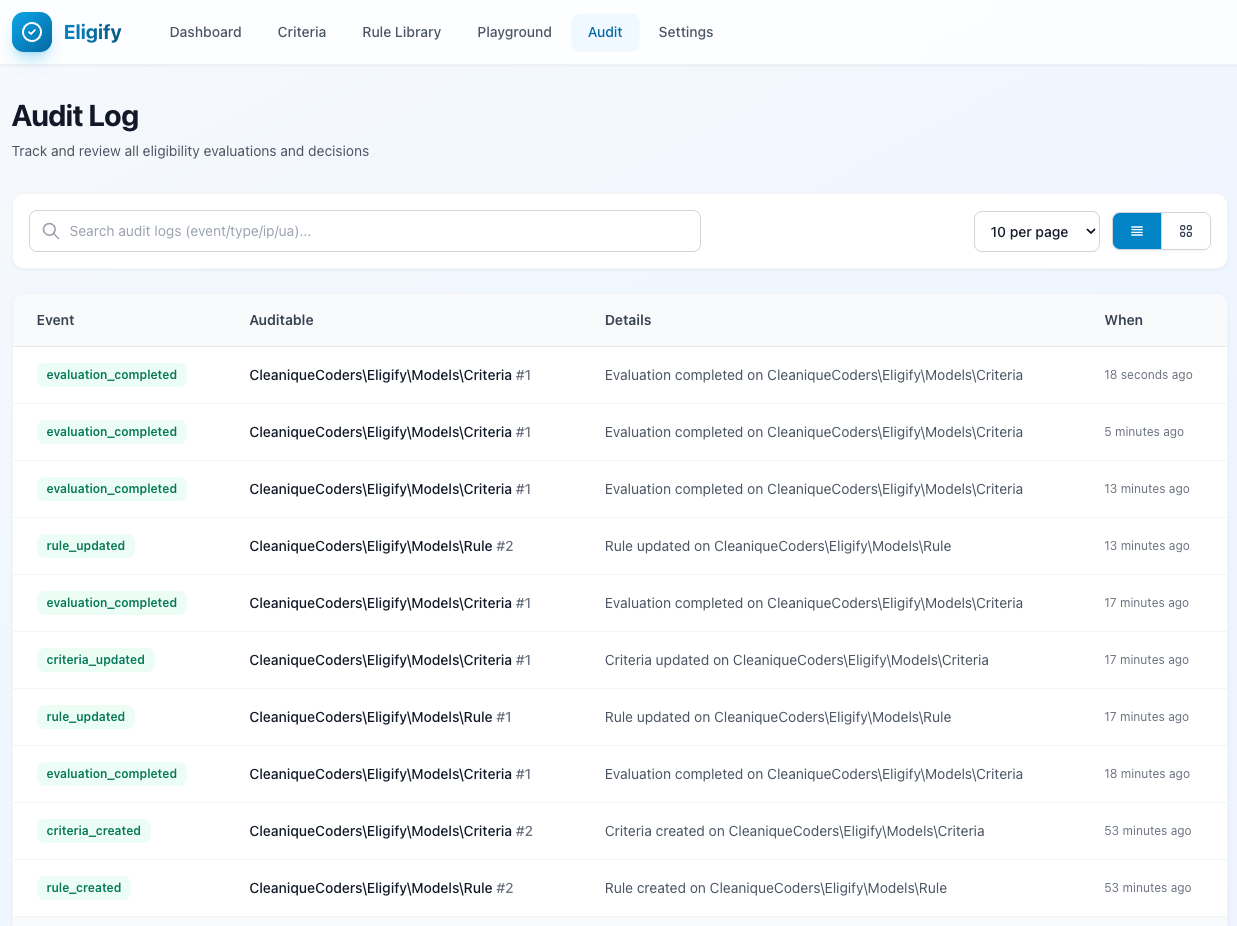 Eligify Dashboard Criteria Rule Library Playground Audit Settings
Audit Log
Track and review all eligibility evaluations and decisions
Search audit logs (event/type/ip/ua)... 10 per page
Event Auditable Details When
evaluation_completed CleaniqueCoders\Eligify\Models\Criteria #1 Evaluation completed on CleaniqueCoders\Eligify\Models\Criteria 18 seconds ago
evaluation_completed CleaniqueCoders\Eligify\Models\Criteria #1 Evaluation completed on CleaniqueCoders\Eligify\Models\Criteria 5 minutes ago
evaluation_completed CleaniqueCoders\Eligify\Models\Criteria #1 Evaluation completed on CleaniqueCoders\Eligify\Models\Criteria 13 minutes ago
rule_updated CleaniqueCoders\Eligify\Models\Rule #2 Rule updated on CleaniqueCoders\Eligify\Models\Rule 13 minutes ago
evaluation_completed CleaniqueCoders\Eligify\Models\Criteria #1 Evaluation completed on CleaniqueCoders\Eligify\Models\Criteria 17 minutes ago
criteria_updated CleaniqueCoders\Eligify\Models\Criteria #1 Criteria updated on CleaniqueCoders\Eligify\Models\Criteria 17 minutes ago
rule_updated CleaniqueCoders\Eligify\Models\Rule #1 Rule updated on CleaniqueCoders\Eligify\Models\Rule 17 minutes ago
evaluation_completed CleaniqueCoders\Eligify\Models\Criteria #1 Evaluation completed on CleaniqueCoders\Eligify\Models\Criteria 18 minutes ago
criteria_created CleaniqueCoders\Eligify\Models\Criteria #2 Criteria created on CleaniqueCoders\Eligify\Models\Criteria 53 minutes ago
rule_created CleaniqueCoders\Eligify\Models\Rule #2 Rule created on CleaniqueCoders\Eligify\Models\Rule 53 minutes ago